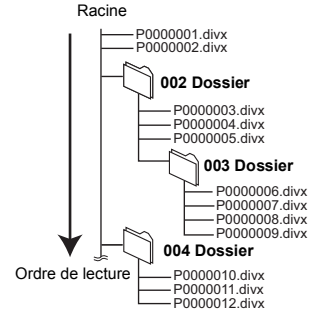 Racine
P0000001.divx
P0000002.divx
002 Dossier
P0000003.divx
P0000004.divx
P0000005.divx
003 Dossier
P0000006.divx
P0000007.divx
P0000008.divx
P0000009.divx
004 Dossier
Ordre de lecture
P0000010.divx
P0000011.divx
P0000012.divx